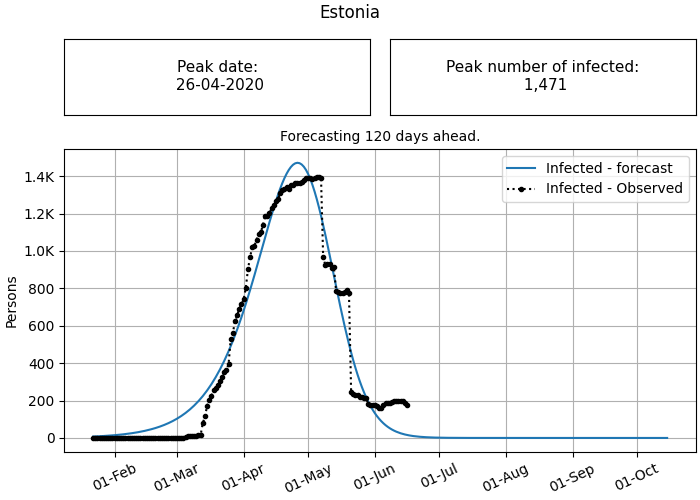 Estonia
Peak date:
26-04-2020
Peak number of infected:
1,471
Forecasting 120 days ahead.
Infected - forecast
Infected - Observed
Persons
1.4K
1.2K
1.0K
800
600
400
200
0
01-Feb
01-Mar
01-Apr
01-May
01-Jun
01-Jul
01-Aug
01-Sep
01-Oct